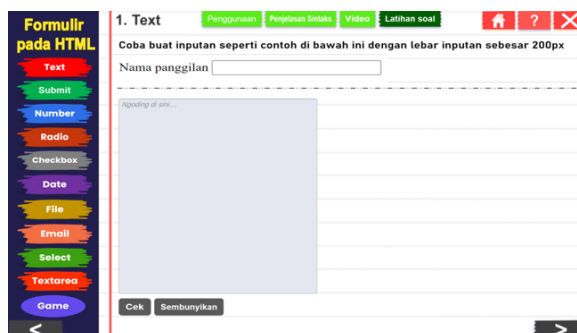 Formulir
pada HTML
Text
Submit
Number
Radio
Checkbox
Date
File
Email
Select
Textarea
Game
<
1. Text
Penggunaan
Penjelasan Sintaks
Video
Latihan soal
?
Coba buat inputan seperti contoh di bawah ini dengan lebar inputan sebesar 200px
Nama panggilan
Ngoding di sini...
Cek
Sembunyikan
>